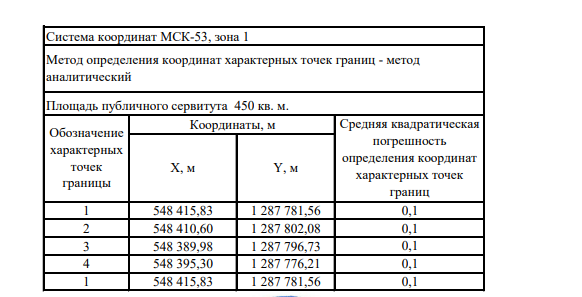 Система координат МСК-53, зона 1
Метод определения координат характерных точек границ - метод
аналитический
Площадь публичного сервитута 450 кв. м.
Обозначение
характерных
точек
границы
Координаты, м
X, м
Y, м
Средняя квадратическая
погрешность
определения координат
характерных точек
границ
1 548 415,83 1 287 781,56 0,1
2 548 410,60 1 287 802,08 0,1
3 548 389,98 1 287 796,73 0,1
4 548 395,30 1 287 776,21 0,1
1 548 415,83 1 287 781,56 0,1